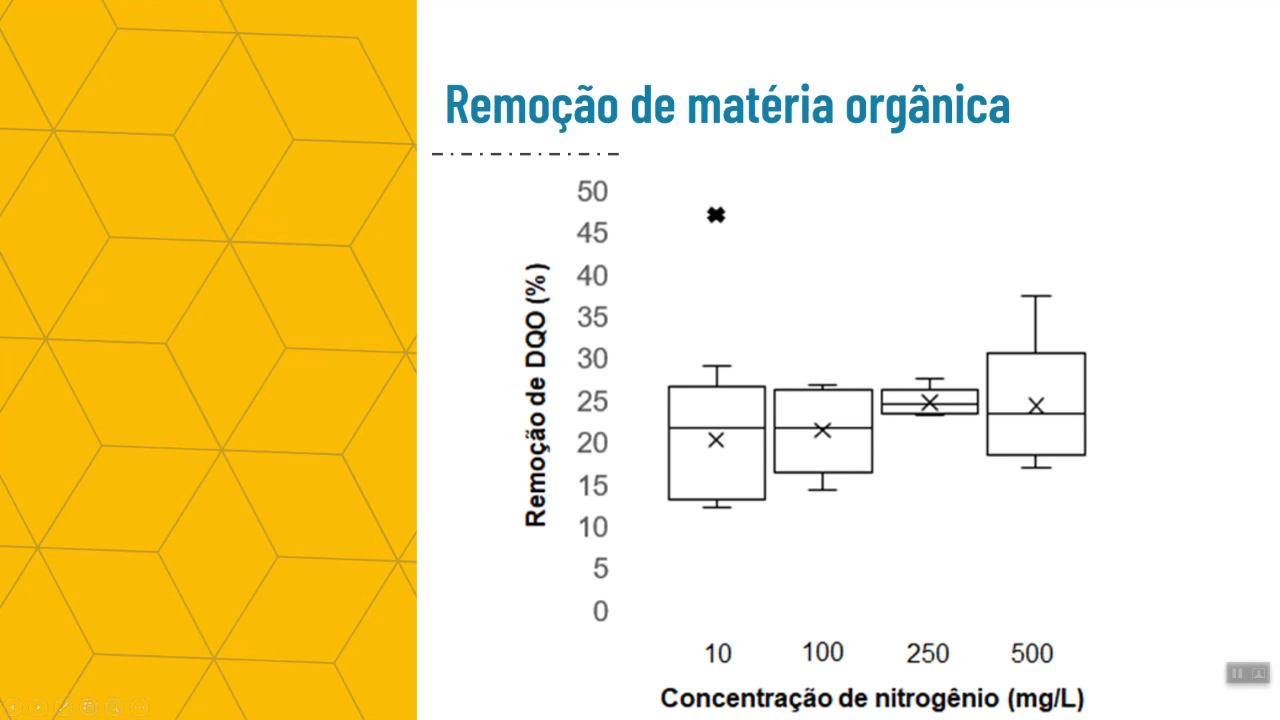 Remoção de matéria orgânica
50
45
40
35
30
25
20
15
10
5
0
Remoção de DQO (%)
10 100 250 500
Concentração de nitrogênio (mg/L)